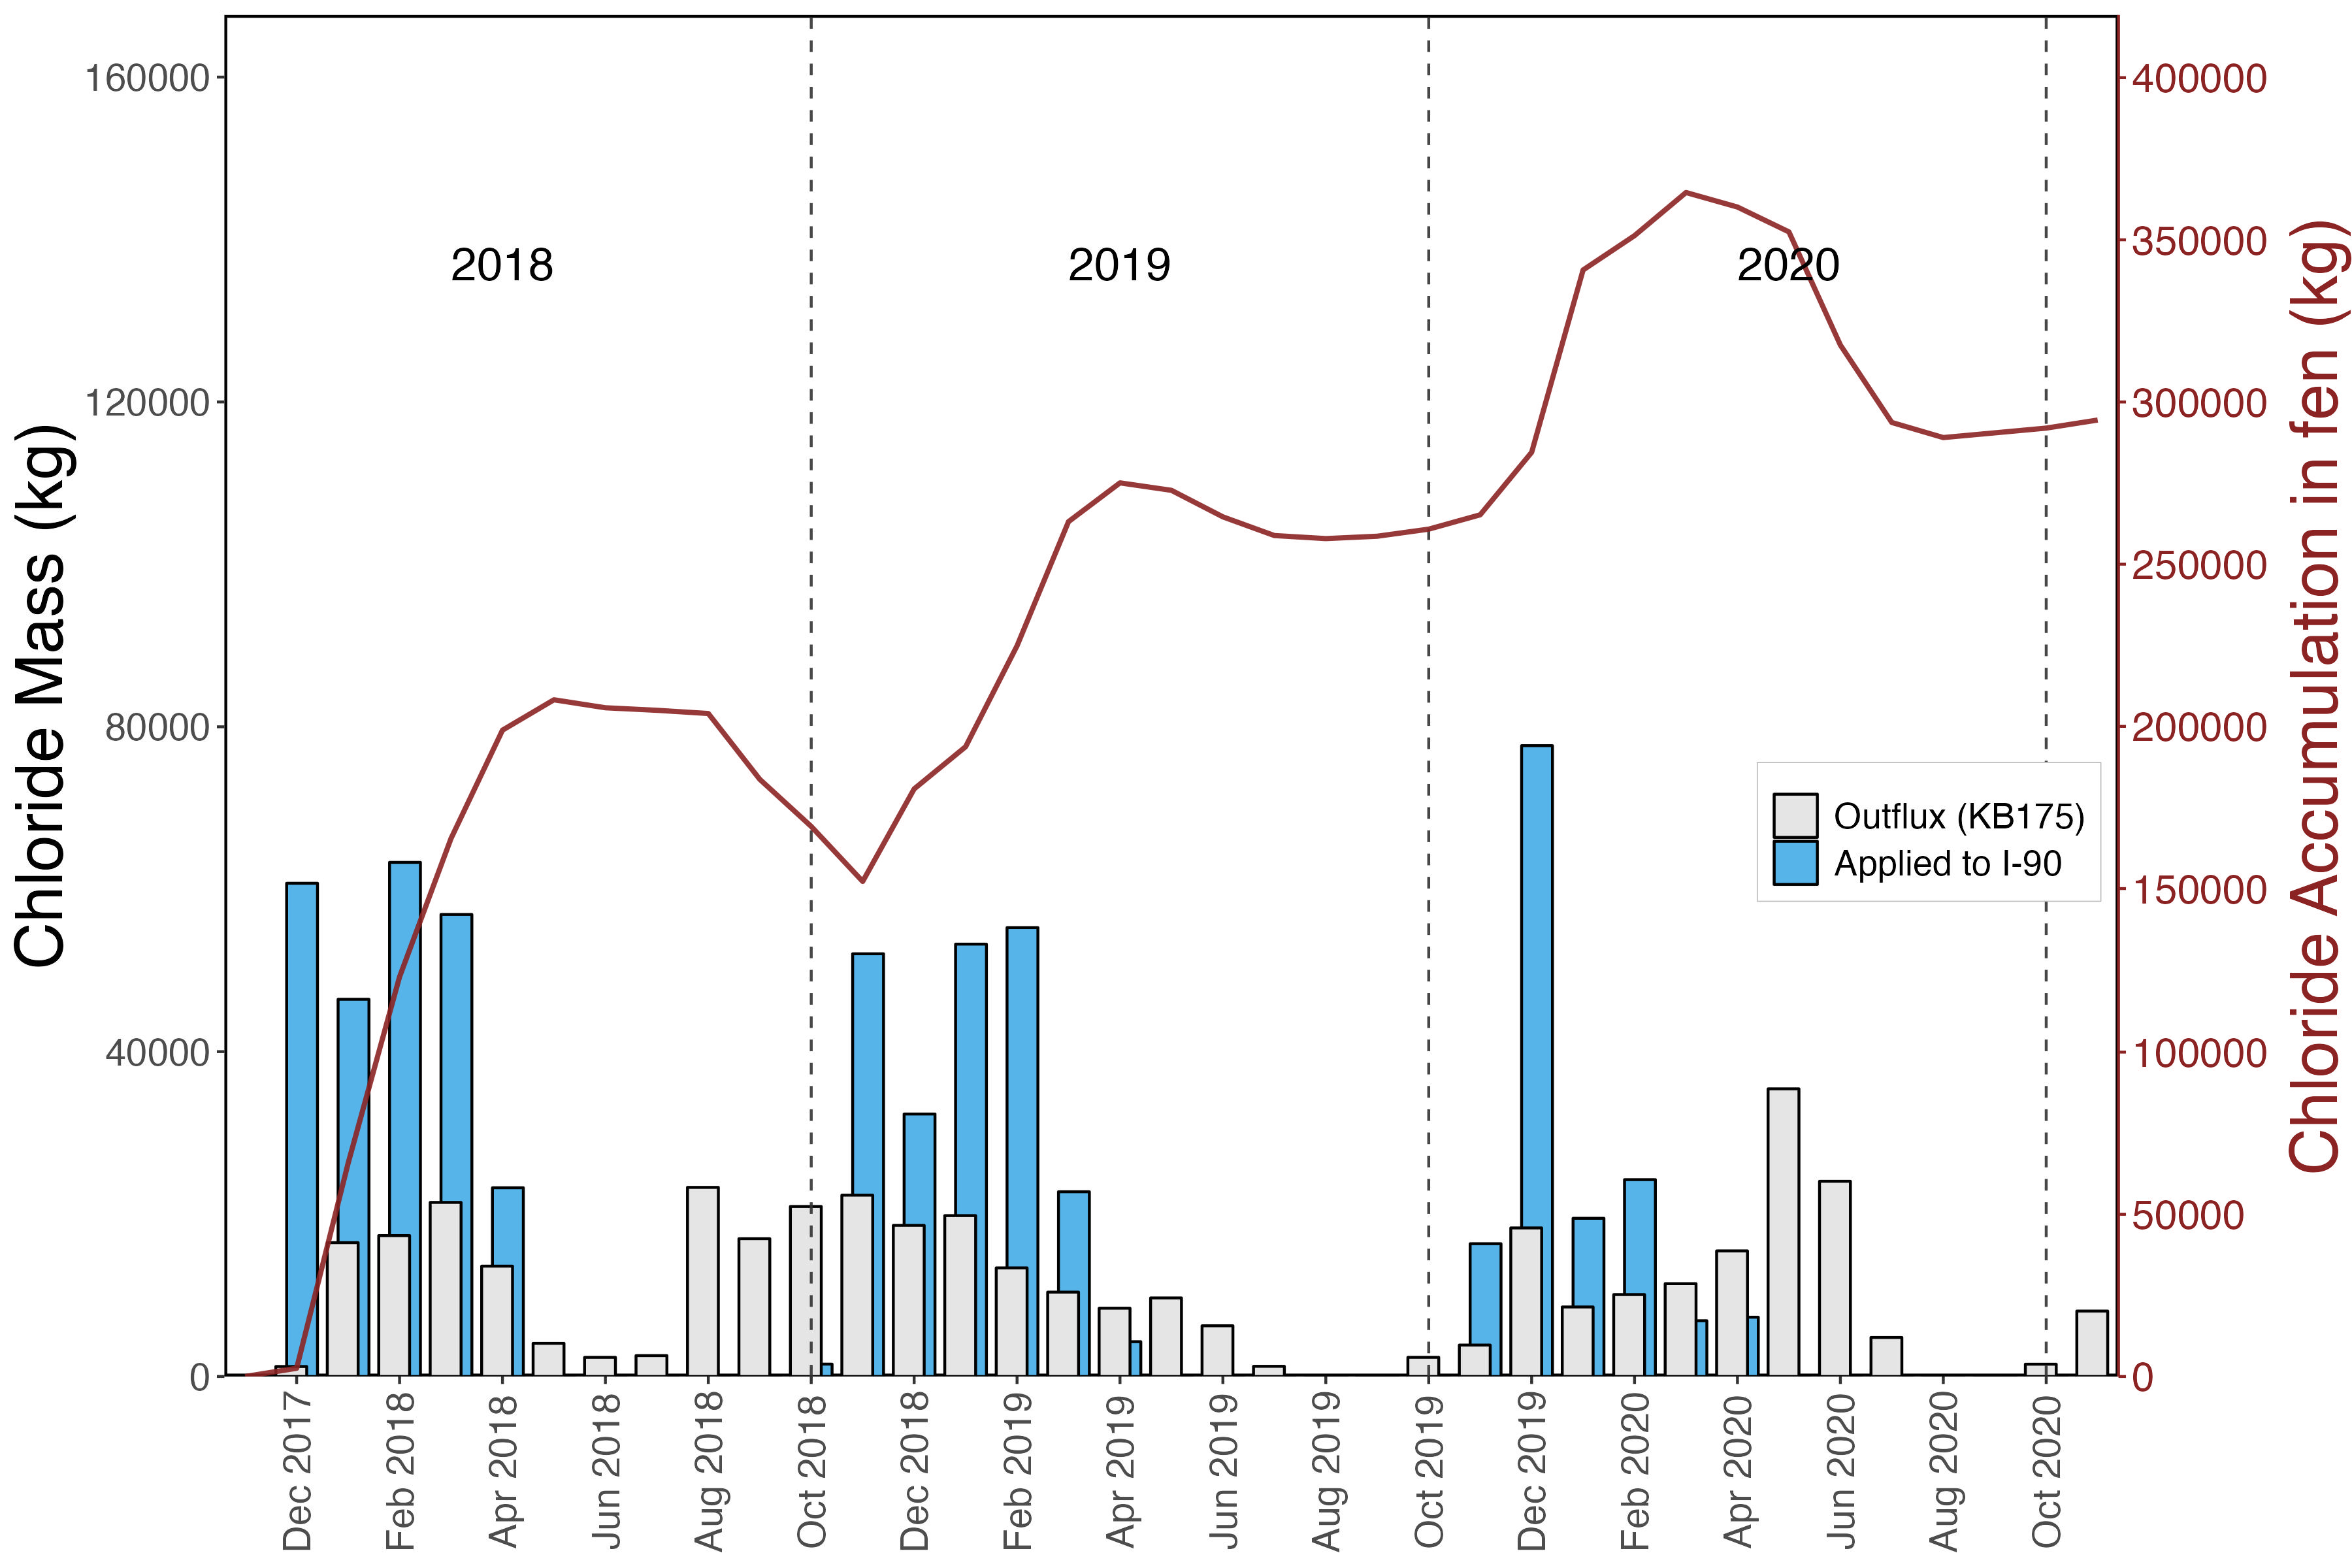 Chloride Mass (kg)
160000
120000
80000
40000
0
2018
2019
2020
Outflux (KB175)
Applied to I-90
400000
350000
300000
250000
200000
150000
100000
50000
0
Chloride Accumulation in fen (kg)
Dec 2017
Feb 2018
Apr 2018
Jun 2018
Aug 2018
Oct 2018
Dec 2018
Feb 2019
Apr 2019
Jun 2019
Aug 2019
Oct 2019
Dec 2019
Feb 2020
Apr 2020
Jun 2020
Aug 2020
Oct 2020